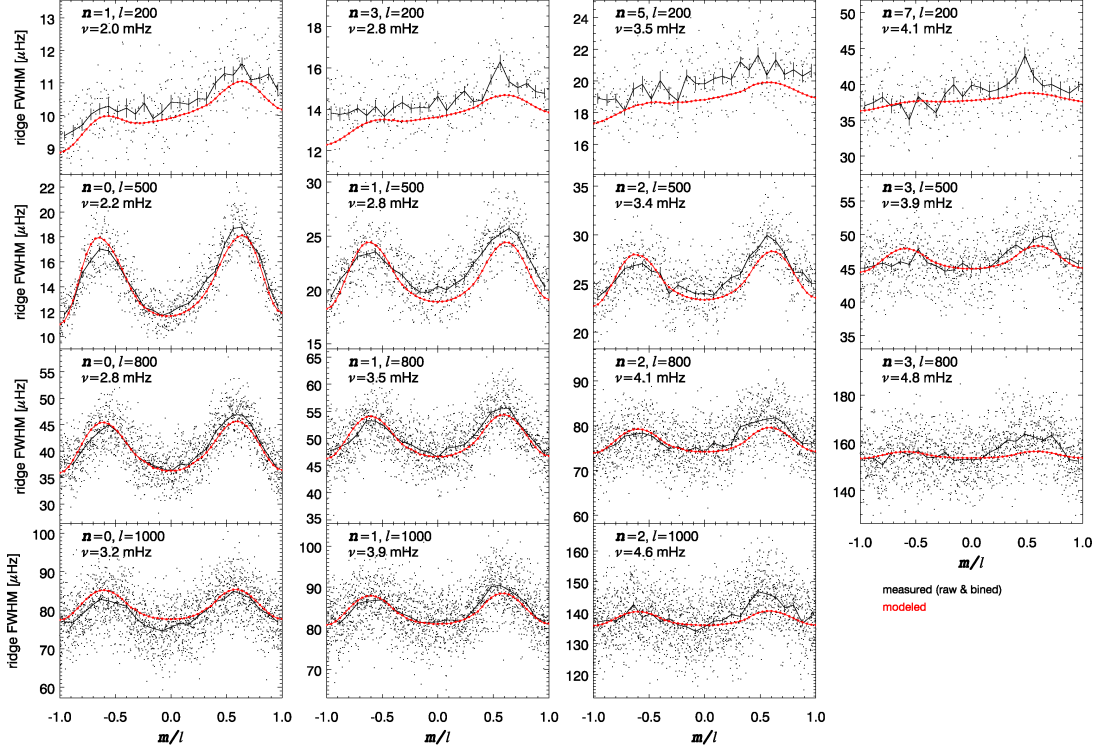 n=1, l=200
ν=2.0 mHz
n=3, l=200
ν=2.8 mHz
n=5, l=200
ν=3.5 mHz
n=7, l=200
ν=4.1 mHz
ridge FWHM [μHz]
13
12
11
10
9
18
16
14
12
24
22
20
18
16
50
45
40
35
30
n=0, l=500
ν=2.2 mHz
n=1, l=500
ν=2.8 mHz
n=2, l=500
ν=3.4 mHz
n=3, l=500
ν=3.9 mHz
ridge FWHM [μHz]
22
20
18
16
14
12
10
30
25
20
15
35
30
25
20
60
55
50
45
40
35
n=0, l=800
ν=2.8 mHz
n=1, l=800
ν=3.5 mHz
n=2, l=800
ν=4.1 mHz
n=3, l=800
ν=4.8 mHz
ridge FWHM [μHz]
55
50
45
40
35
30
65
60
55
50
45
40
35
90
80
70
60
180
160
140
-1.0 -0.5 0.0 0.5 1.0
m/l
n=0, l=1000
ν=3.2 mHz
n=1, l=1000
ν=3.9 mHz
n=2, l=1000
ν=4.6 mHz
ridge FWHM [μHz]
100
90
80
70
60
100
90
80
70
160
150
140
130
120
measured (raw & bined)
modeled
-1.0 -0.5 0.0 0.5 1.0
-1.0 -0.5 0.0 0.5 1.0
-1.0 -0.5 0.0 0.5 1.0
m/l
m/l
m/l